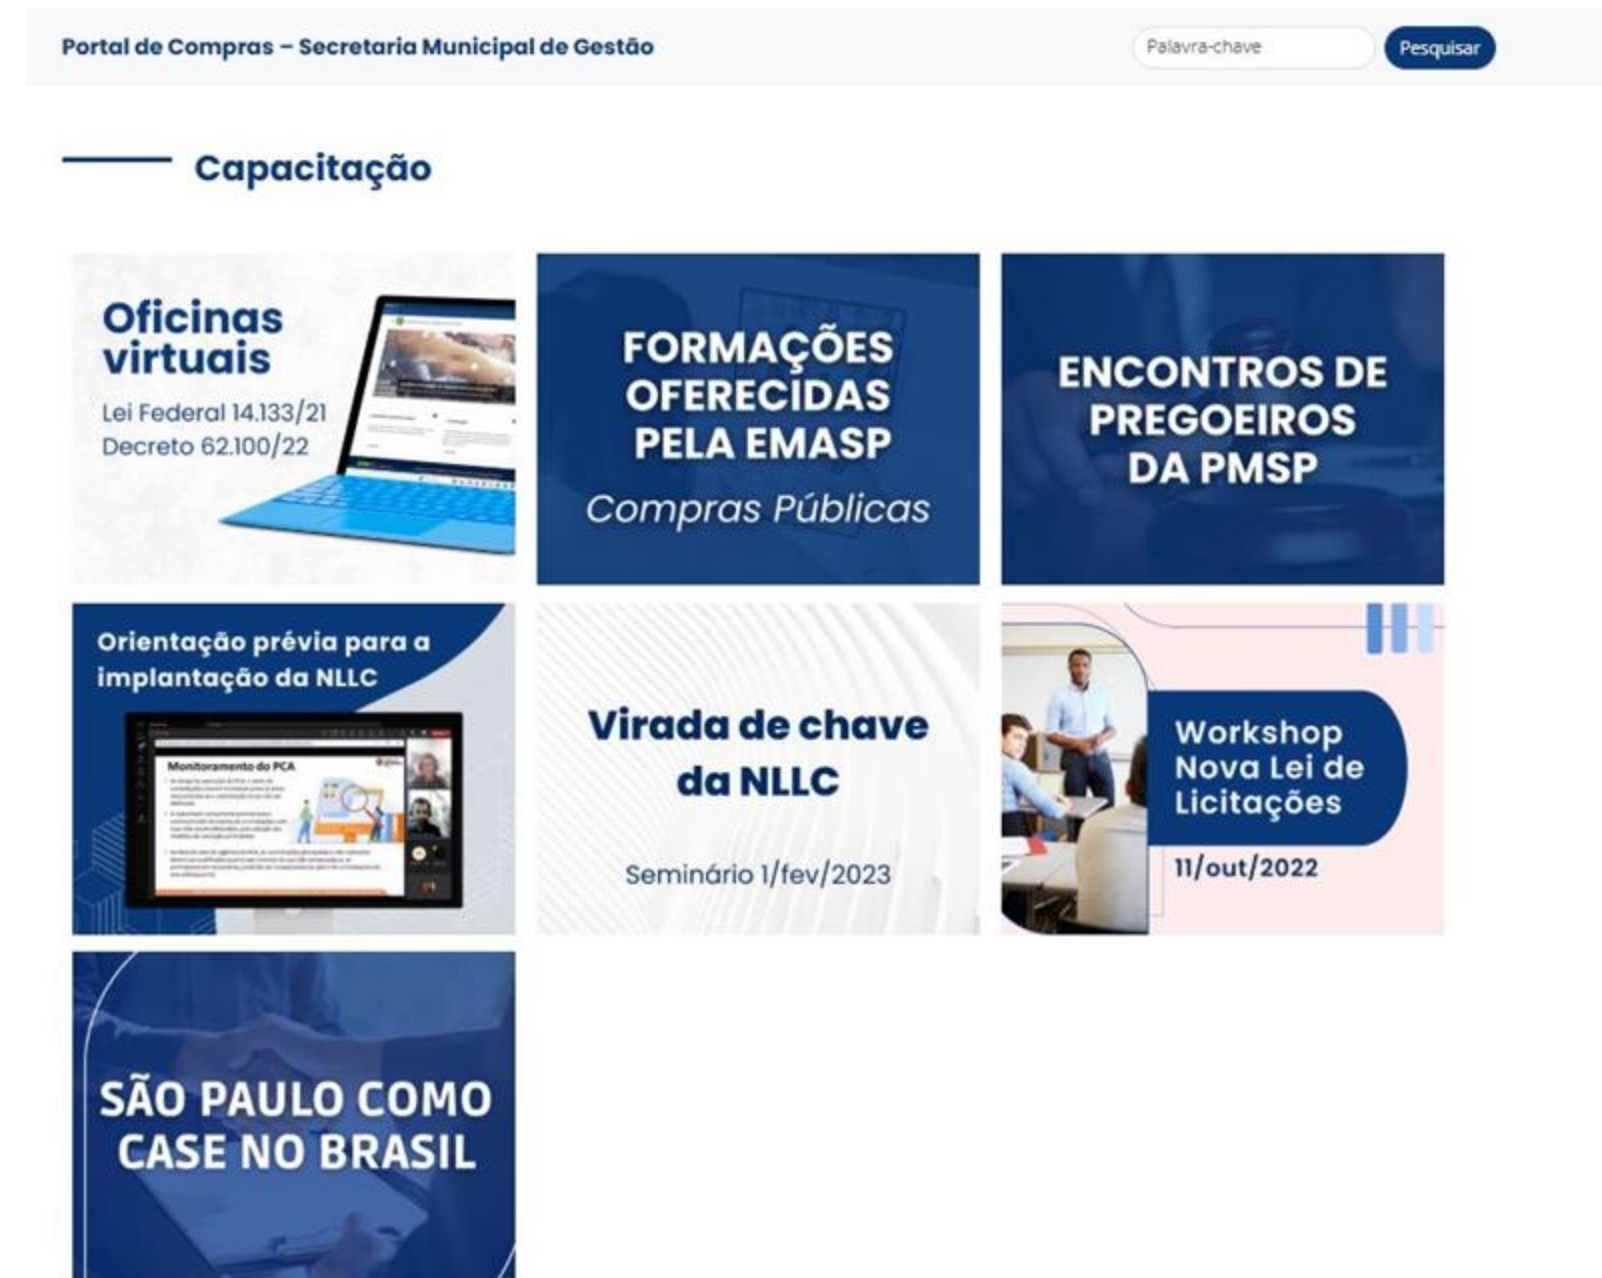 Portal de Compras – Secretaria Municipal de Gestão
Palavra-chave
Pesquisar
Capacitação
Oficinas
virtuais
Lei Federal 14.133/21
Decreto 62.100/22
FORMAÇÕES
OFERECIDAS
PELA EMASP
Compras Públicas
ENCONTROS DE
PREGOEIROS
DA PMSP
Orientação prévia para a
implantação da NLLC
Monitoramento do PCA
Virada de chave
da NLLC
Seminário 1/fev/2023
Workshop
Nova Lei de
Licitações
11/out/2022
SÃO PAULO COMO
CASE NO BRASIL